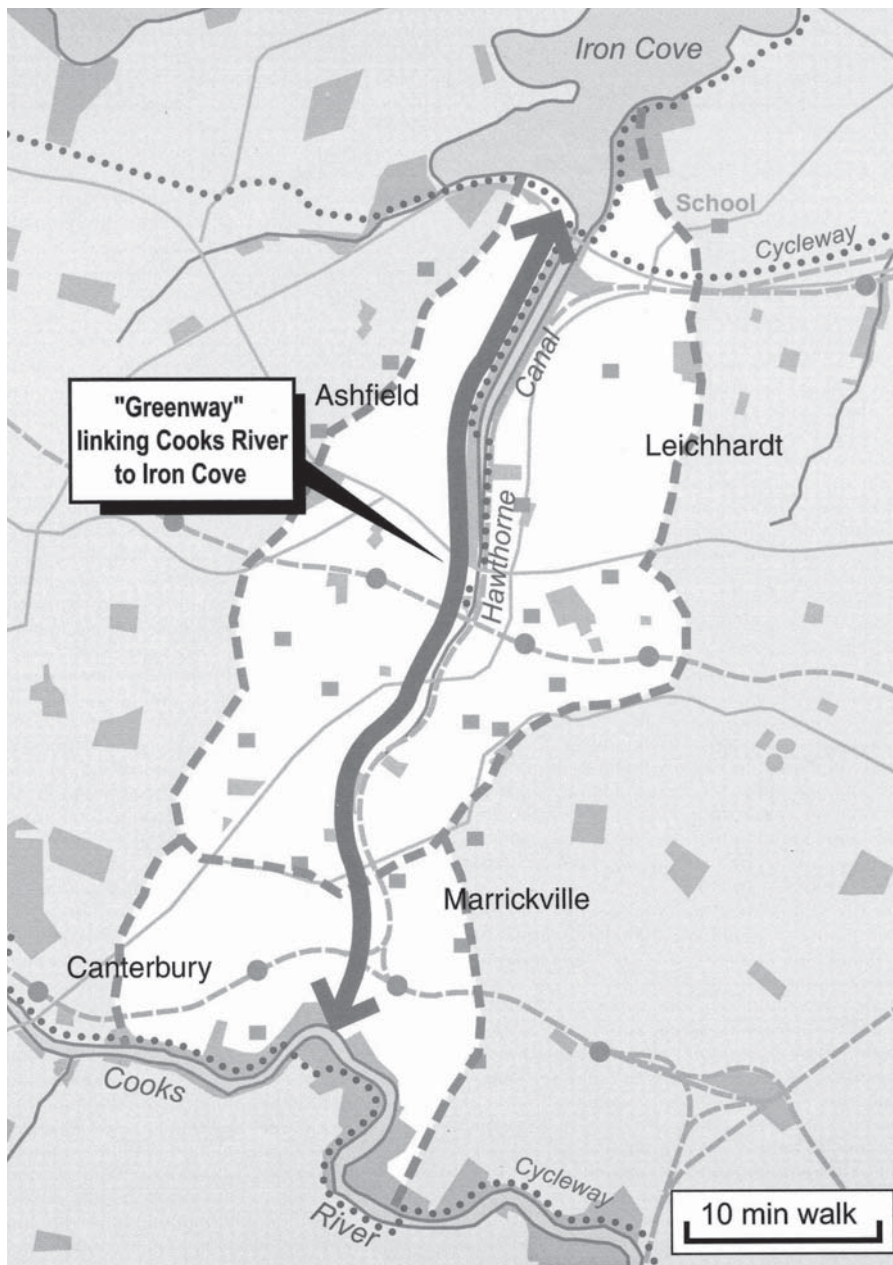 Iron Cove
School
Cycleway
Canal
Ashfield
"Greenway"
linking Cooks River
to Iron Cove
Leichhardt
Hawthorne
Marrickville
Canterbury
Cooks
River
Cycleway
10 min walk